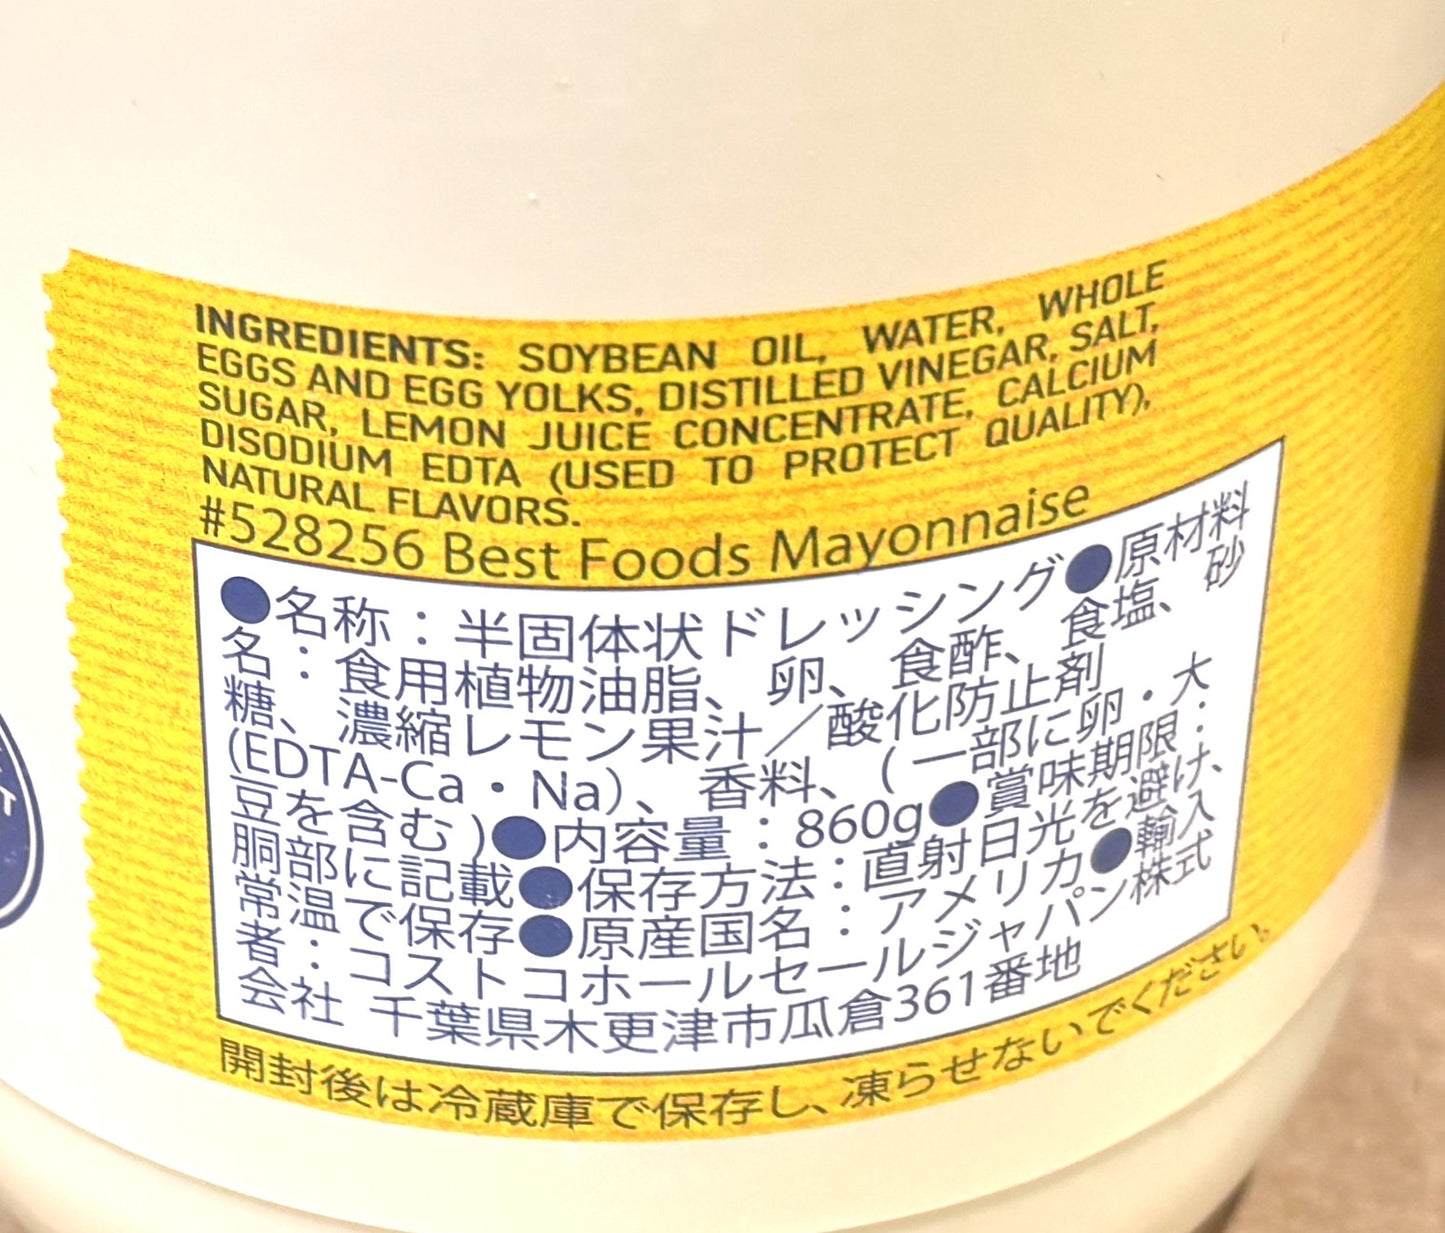 INGREDIENTS: SOYBEAN OIL, WATER, WHOLE
EGGS AND EGG YOLKS, DISTILLED VINEGAR, SALT,
SUGAR, LEMON JUICE CONCENTRATE, CALCIUM
DISODIUM EDTA (USED TO PROTECT QUALITY),
NATURAL FLAVORS.
#528256 Best Foods Mayonnaise
●名称：半固体状ドレッシング●原材料
名：食用植物油脂、卵、食酢、食塩、砂
糖、濃縮レモン果汁／酸化防止剤
(EDTA-Ca・Na)、香料、(一部に卵・大
豆を含む)●内容量：860g●賞味期限：
胴部に記載●保存方法：直射日光を避け、
常温で保存●原産国名：アメリカ●輸入
者：コストコホールセールジャパン株式
会社 千葉県木更津市瓜倉361番地
開封後は冷蔵庫で保存し、凍らせないでください。